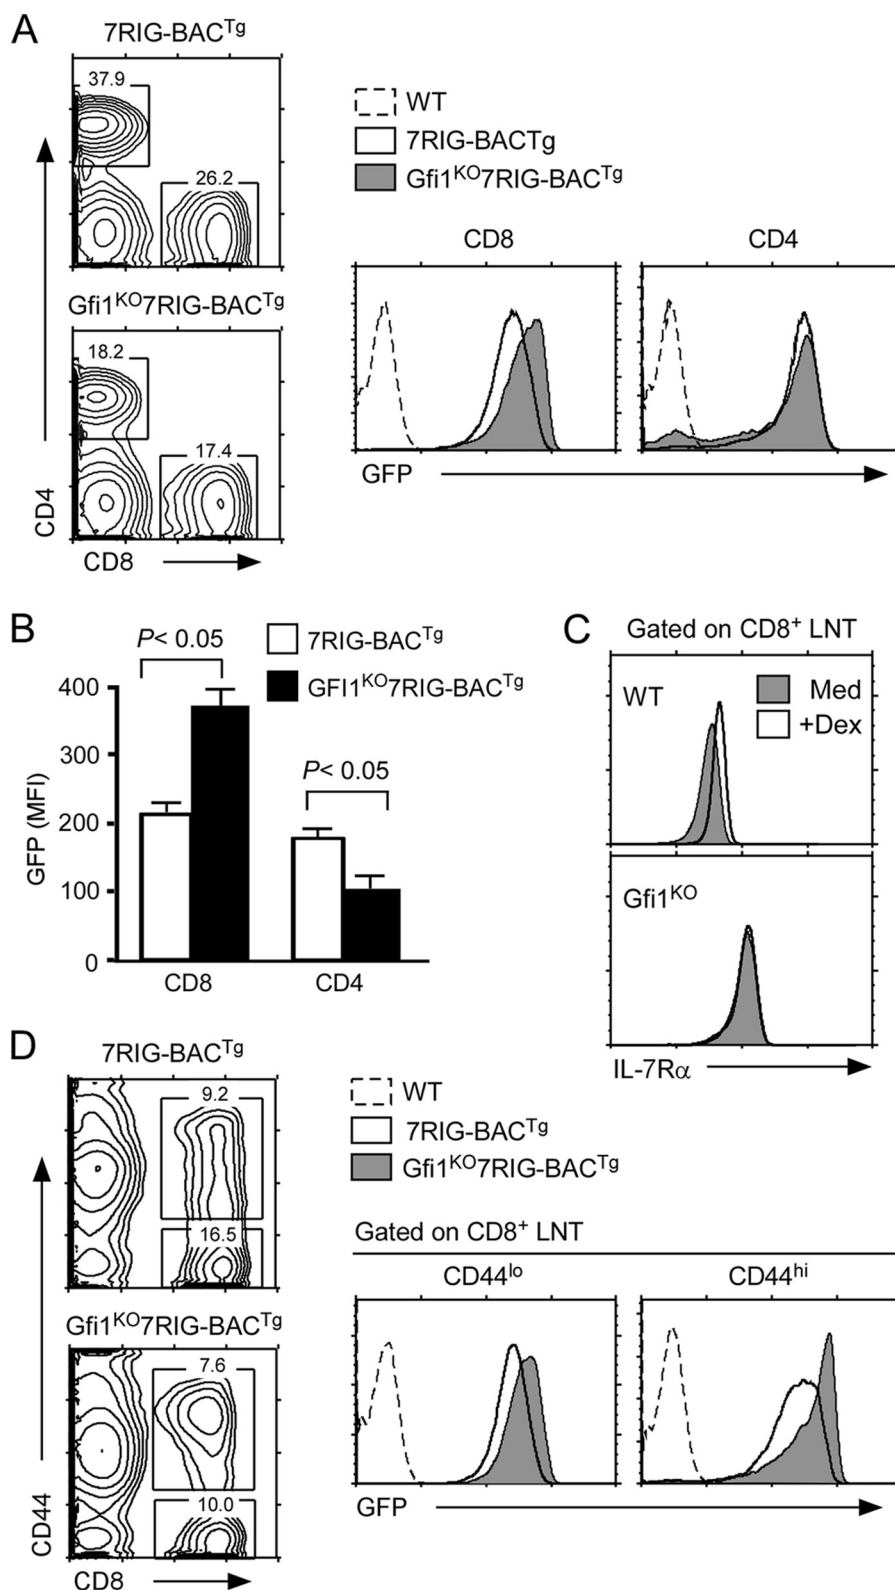 A
7RIG-BACTg
37.9
26.2
Gfi1KO7RIG-BACTg
18.2
17.4
CD4
CD8
WT
7RIG-BACTg
Gfi1KO7RIG-BACTg
CD8
CD4
GFP
B
P< 0.05
P< 0.05
7RIG-BACTg
GFI1KO7RIG-BACTg
GFP (MFI)
400
300
200
100
0
CD8
CD4
C
Gated on CD8+ LNT
WT
Med
+Dex
Gfi1KO
IL-7Rα
D
7RIG-BACTg
9.2
16.5
Gfi1KO7RIG-BACTg
7.6
10.0
CD44
CD8
WT
7RIG-BACTg
Gfi1KO7RIG-BACTg
Gated on CD8+ LNT
CD44lo
CD44hi
GFP